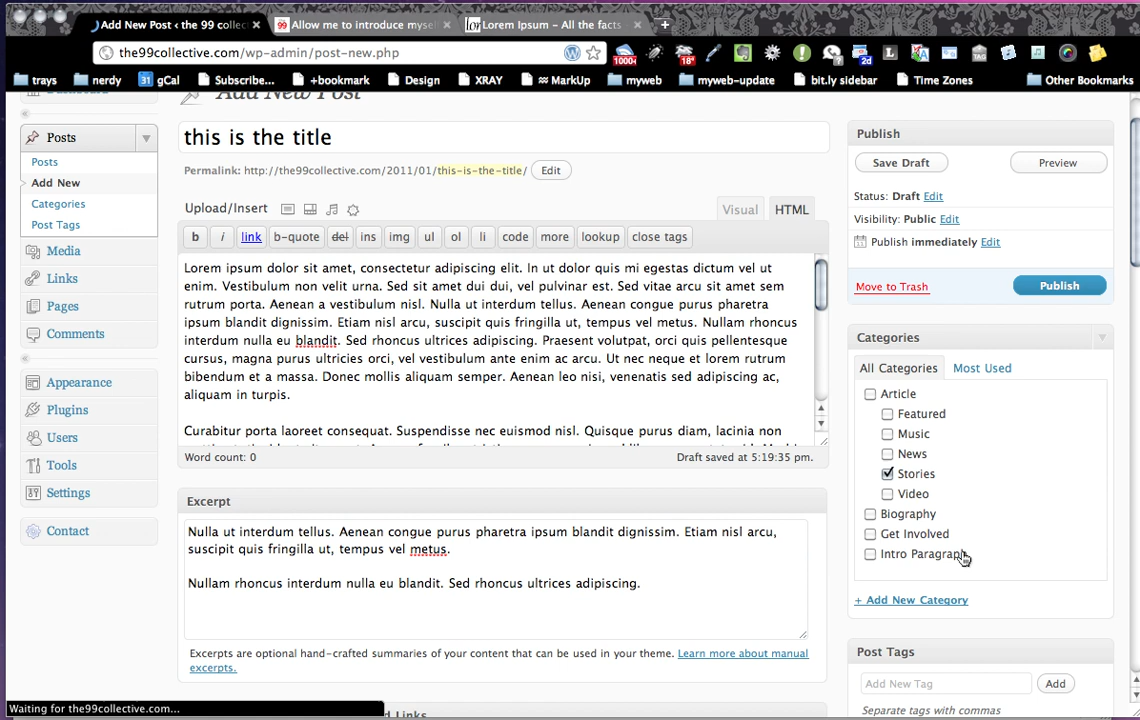 Add New Post ‹ the 99 collec
Allow me to introduce mysel
Lorem Ipsum – All the facts
the99collective.com/wp-admin/post-new.php
trays
nerdy
gCal
Subscribe...
+bookmark
Design
XRAY
MarkUp
myweb
myweb-update
bit.ly sidebar
Time Zones
Other Bookmarks
Add New Post
Posts
Posts
Add New
Categories
Post Tags
Media
Links
Pages
Comments
Appearance
Plugins
Users
Tools
Settings
Contact
this is the title
Permalink: http://the99collective.com/2011/01/this-is-the-title/ Edit
Upload/Insert
Visual
HTML
b i link b-quote del ins img ul ol li code more lookup close tags
Lorem ipsum dolor sit amet, consectetur adipiscing elit. In ut dolor quis mi egestas dictum vel ut
enim. Vestibulum non velit urna. Sed sit amet dui dui, vel pulvinar est. Sed vitae arcu sit amet sem
rutrum porta. Aenean a vestibulum nisl. Nulla ut interdum tellus. Aenean congue purus pharetra
ipsum blandit dignissim. Etiam nisl arcu, suscipit quis fringilla ut, tempus vel metus. Nullam rhoncus
interdum nulla eu blandit. Sed rhoncus ultrices adipiscing. Praesent volutpat, orci quis pellentesque
cursus, magna purus ultricies orci, vel vestibulum ante enim ac arcu. Ut nec neque et lorem rutrum
bibendum et a massa. Donec mollis aliquam semper. Aenean leo nisi, venenatis sed adipiscing ac,
aliquam in turpis.
Curabitur porta laoreet consequat. Suspendisse nec euismod nisl. Quisque purus diam, lacinia non
Word count: 0
Draft saved at 5:19:35 pm.
Excerpt
Nulla ut interdum tellus. Aenean congue purus pharetra ipsum blandit dignissim. Etiam nisl arcu,
suscipit quis fringilla ut, tempus vel metus.
Nullam rhoncus interdum nulla eu blandit. Sed rhoncus ultrices adipiscing.
Excerpts are optional hand-crafted summaries of your content that can be used in your theme. Learn more about manual
excerpts.
Publish
Save Draft
Preview
Status: Draft Edit
Visibility: Public Edit
Publish immediately Edit
Move to Trash
Publish
Categories
All Categories
Most Used
Article
Featured
Music
News
Stories
Video
Biography
Get Involved
Intro Paragraph
+ Add New Category
Post Tags
Add New Tag
Add
Separate tags with commas
Waiting for the99collective.com...